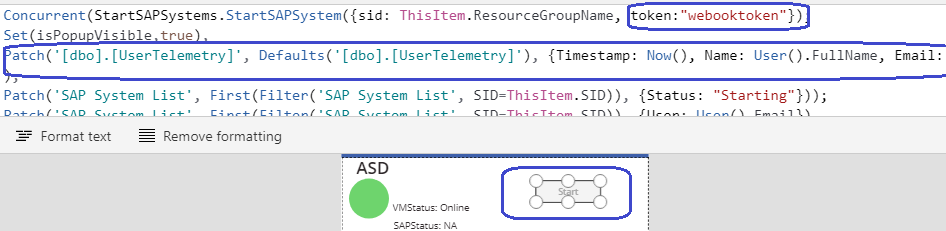 Concurrent(StartSAPSystems.StartSAPSystem({sid: ThisItem.ResourceGroupName, token:"webooktoken"})
Set(isPopupVisible,true),
Patch('[dbo].[UserTelemetry]', Defaults('[dbo].[UserTelemetry]'), {Timestamp: Now(), Name: User().FullName, Email:
),
Patch('SAP System List', First(Filter('SAP System List', SID=ThisItem.SID)), {Status: "Starting"}));
Patch('SAP System List', First(Filter('SAP System List', SID=ThisItem.SID)), {User: User().Email})
Format text
Remove formatting
ASD
Start
VMStatus: Online
SAPStatus: NA